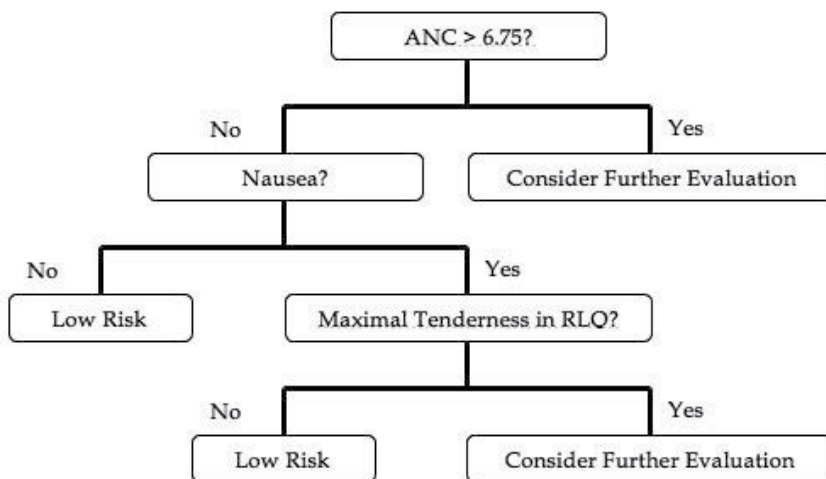 ANC > 6.75?
No
Yes
Nausea?
Consider Further Evaluation
No
Yes
Low Risk
Maximal Tenderness in RLQ?
No
Yes
Low Risk
Consider Further Evaluation